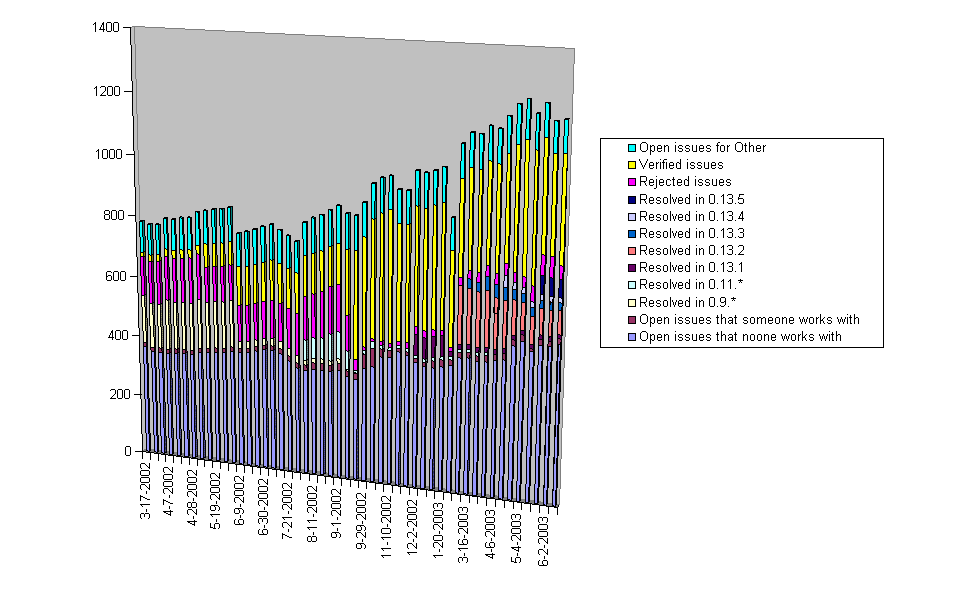 1400
1200
1000
800
600
400
200
0
3-17-2002
4-7-2002
4-28-2002
5-19-2002
6-9-2002
6-30-2002
7-21-2002
8-11-2002
9-1-2002
9-29-2002
11-10-2002
12-2-2002
1-20-2003
3-16-2003
4-6-2003
5-4-2003
6-2-2003
Open issues for Other
Verified issues
Rejected issues
Resolved in 0.13.5
Resolved in 0.13.4
Resolved in 0.13.3
Resolved in 0.13.2
Resolved in 0.13.1
Resolved in 0.11.*
Resolved in 0.9.*
Open issues that someone works with
Open issues that noone works with